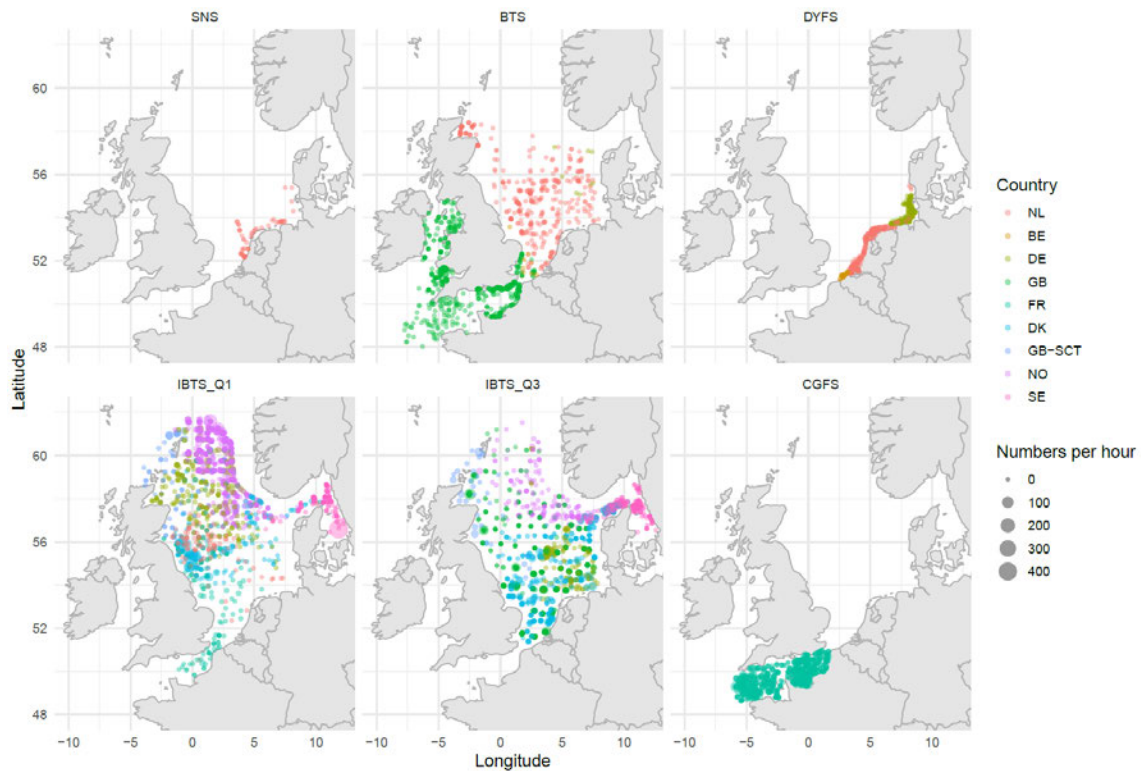 SNS
BTS
DYFS
60
56
52
48
Latitude
IBTS_Q1
IBTS_Q3
CGFS
60
56
52
48
−10 −5 0 5 10
−10 −5 0 5 10
−10 −5 0 5 10
Longitude
Country
NL
BE
DE
GB
FR
DK
GB−SCT
NO
SE
Numbers per hour
0
100
200
300
400